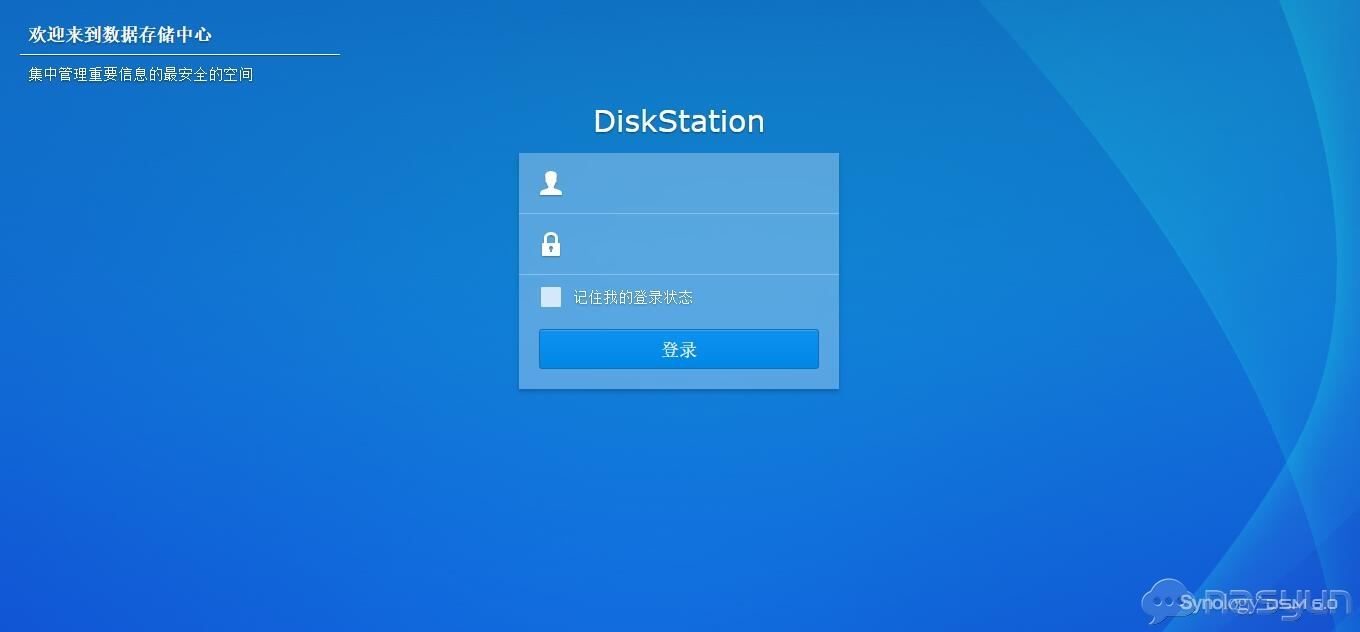 欢迎来到数据存储中心
集中管理重要信息的最安全的空间
DiskStation
记住我的登录状态
登录
Synology DSM 6.0
nasyun